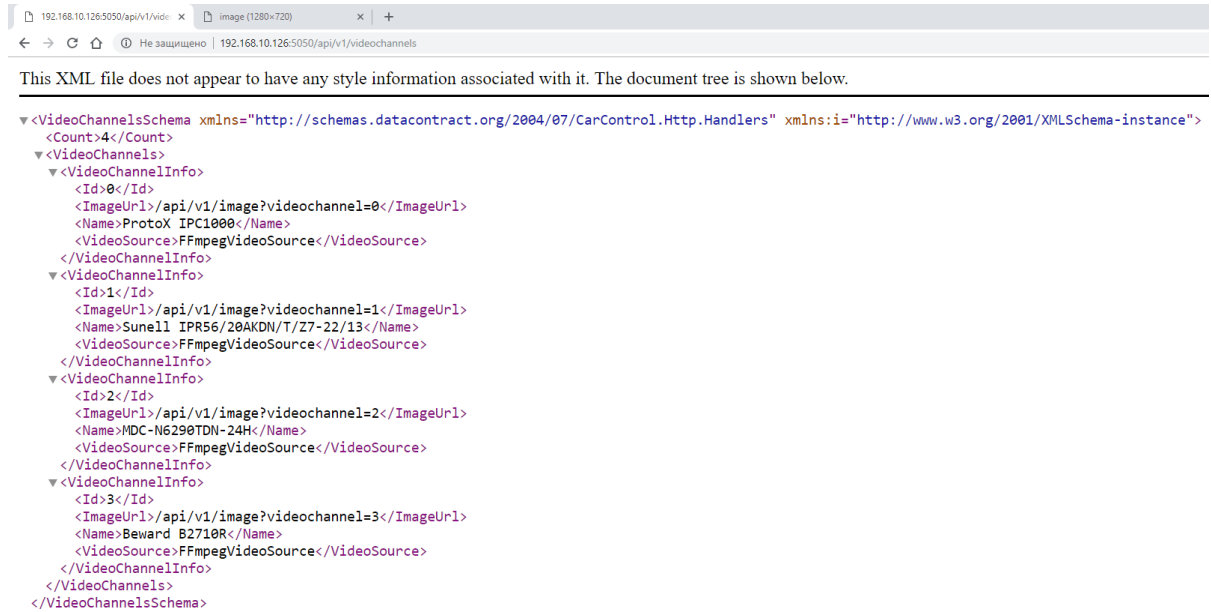 192.168.10.126:5050/api/v1/vide
image (1280×720)
Не защищено | 192.168.10.126:5050/api/v1/videochannels
This XML file does not appear to have any style information associated with it. The document tree is shown below.
▼<VideoChannelsSchema xmlns="http://schemas.datacontract.org/2004/07/CarControl.Http.Handlers" xmlns:i="http://www.w3.org/2001/XMLSchema-instance">
<Count>4</Count>
▼<VideoChannels>
▼<VideoChannelInfo>
<Id>0</Id>
<ImageUrl>/api/v1/image?videochannel=0</ImageUrl>
<Name>ProtoX IPC1000</Name>
<VideoSource>FFmpegVideoSource</VideoSource>
</VideoChannelInfo>
▼<VideoChannelInfo>
<Id>1</Id>
<ImageUrl>/api/v1/image?videochannel=1</ImageUrl>
<Name>Sunell IPR56/20AKDN/T/Z7-22/13</Name>
<VideoSource>FFmpegVideoSource</VideoSource>
</VideoChannelInfo>
▼<VideoChannelInfo>
<Id>2</Id>
<ImageUrl>/api/v1/image?videochannel=2</ImageUrl>
<Name>MDC-N6290TDN-24H</Name>
<VideoSource>FFmpegVideoSource</VideoSource>
</VideoChannelInfo>
▼<VideoChannelInfo>
<Id>3</Id>
<ImageUrl>/api/v1/image?videochannel=3</ImageUrl>
<Name>Beward B2710R</Name>
<VideoSource>FFmpegVideoSource</VideoSource>
</VideoChannelInfo>
</VideoChannels>
</VideoChannelsSchema>